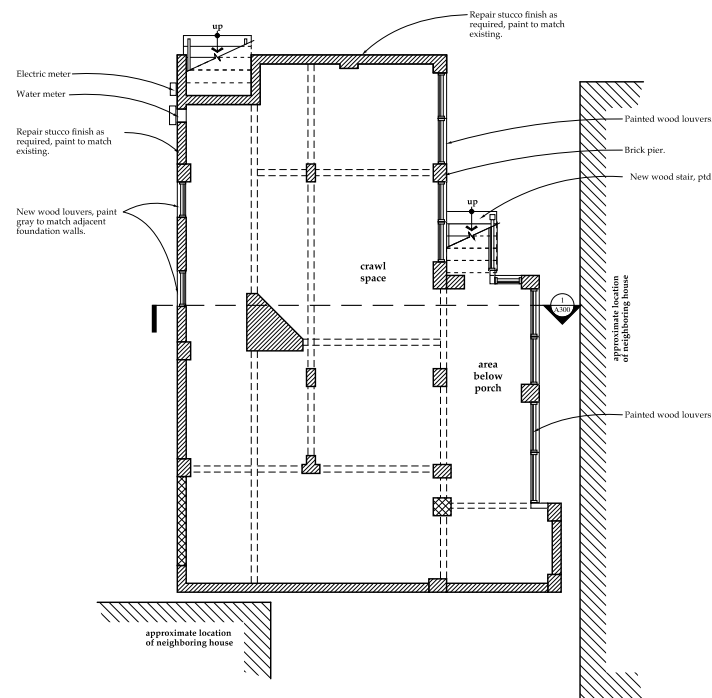 Repair stucco finish as
required, paint to match
existing.
up
Electric meter
Water meter
Painted wood louvers
Repair stucco finish as
required, paint to match
existing.
Brick pier.
New wood stair, ptd
up
New wood louvers, paint
gray to match adjacent
foundation walls.
crawl
space
1
A300
approximate location
of neighboring house
area
below
porch
Painted wood louvers
approximate location
of neighboring house